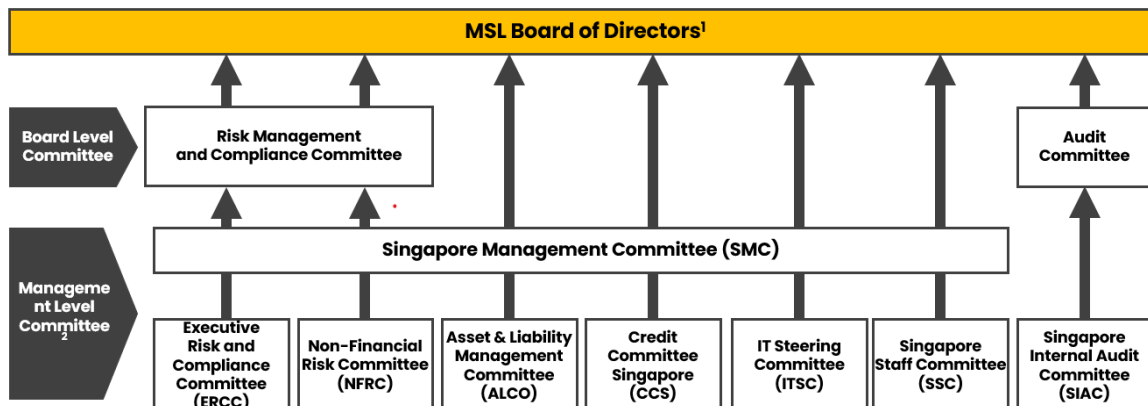 MSL Board of Directors¹
Board Level
Committee
Risk Management
and Compliance Committee
Audit
Committee
Manageme
nt Level
Committee
2
Singapore Management Committee (SMC)
Executive
Risk and
Compliance
Committee
(ERCC)
Non-Financial
Risk Committee
(NFRC)
Asset & Liability
Management
Committee
(ALCO)
Credit
Committee
Singapore
(CCS)
IT Steering
Committee
(ITSC)
Singapore
Staff Committee
(SSC)
Singapore
Internal Audit
Committee
(SIAC)